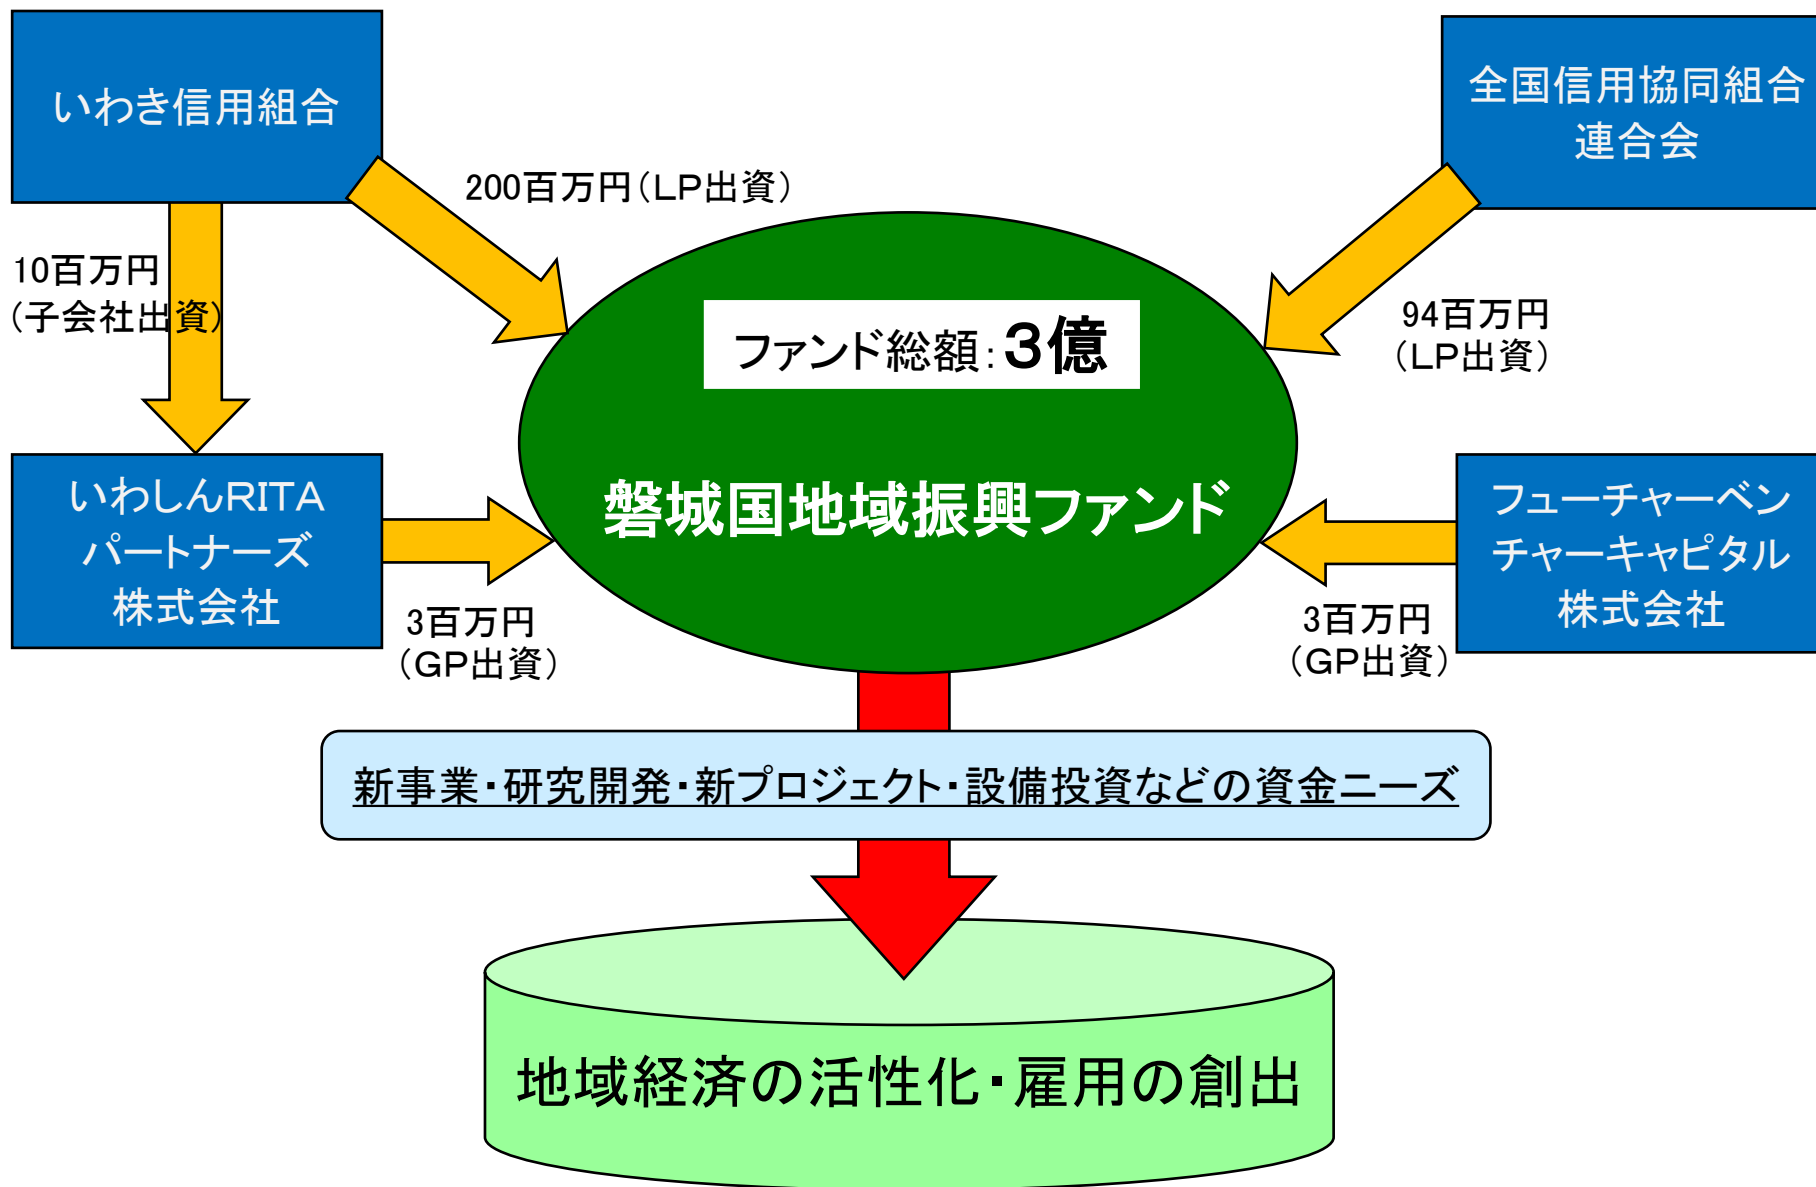 いわき信用組合
全国信用協同組合
連合会
200百万円(LP出資)
10百万円
(子会社出資)
94百万円
(LP出資)
ファンド総額:3億
磐城国地域振興ファンド
いわしんRITA
パートナーズ
株式会社
フューチャーベン
チャーキャピタル
株式会社
3百万円
(GP出資)
3百万円
(GP出資)
新事業・研究開発・新プロジェクト・設備投資などの資金ニーズ
地域経済の活性化・雇用の創出